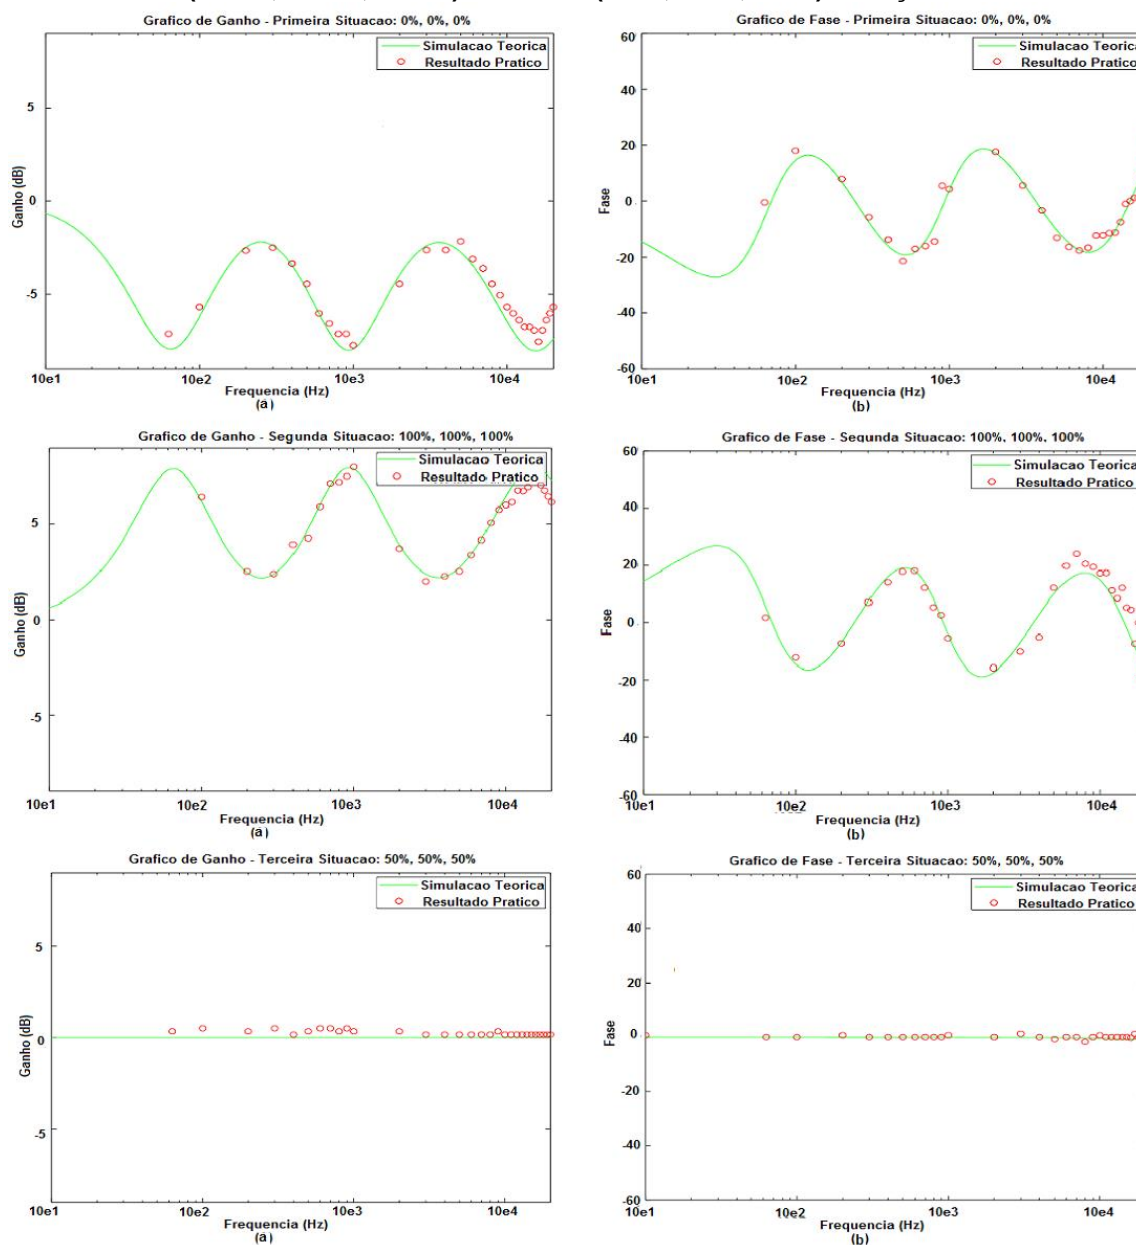 Grafico de Ganho - Primeira Situacao: 0%, 0%, 0%
Simulacao Teorica
Resultado Pratico
5
0
-5
Ganho (dB)
10e1
10e2
10e3
10e4
Frequencia (Hz)
(a)
Grafico de Fase - Primeira Situacao: 0%, 0%, 0%
Simulacao Teorica
Resultado Pratico
60
40
20
0
-20
-40
-60
Fase
10e1
10e2
10e3
10e4
Frequencia (Hz)
(b)
Grafico de Ganho - Segunda Situacao: 100%, 100%, 100%
Simulacao Teorica
Resultado Pratico
5
0
-5
Ganho (dB)
10e1
10e2
10e3
10e4
Frequencia (Hz)
(a)
Grafico de Fase - Segunda Situacao: 100%, 100%, 100%
Simulacao Teorica
Resultado Pratico
60
40
20
0
-20
-40
-60
Fase
10e1
10e2
10e3
10e4
Frequencia (Hz)
(b)
Grafico de Ganho - Terceira Situacao: 50%, 50%, 50%
Simulacao Teorica
Resultado Pratico
5
0
-5
Ganho (dB)
10e1
10e2
10e3
10e4
Frequencia (Hz)
(a)
Grafico de Fase - Terceira Situacao: 50%, 50%, 50%
Simulacao Teorica
Resultado Pratico
60
40
20
0
-20
-40
-60
Fase
10e1
10e2
10e3
10e4
Frequencia (Hz)
(b)